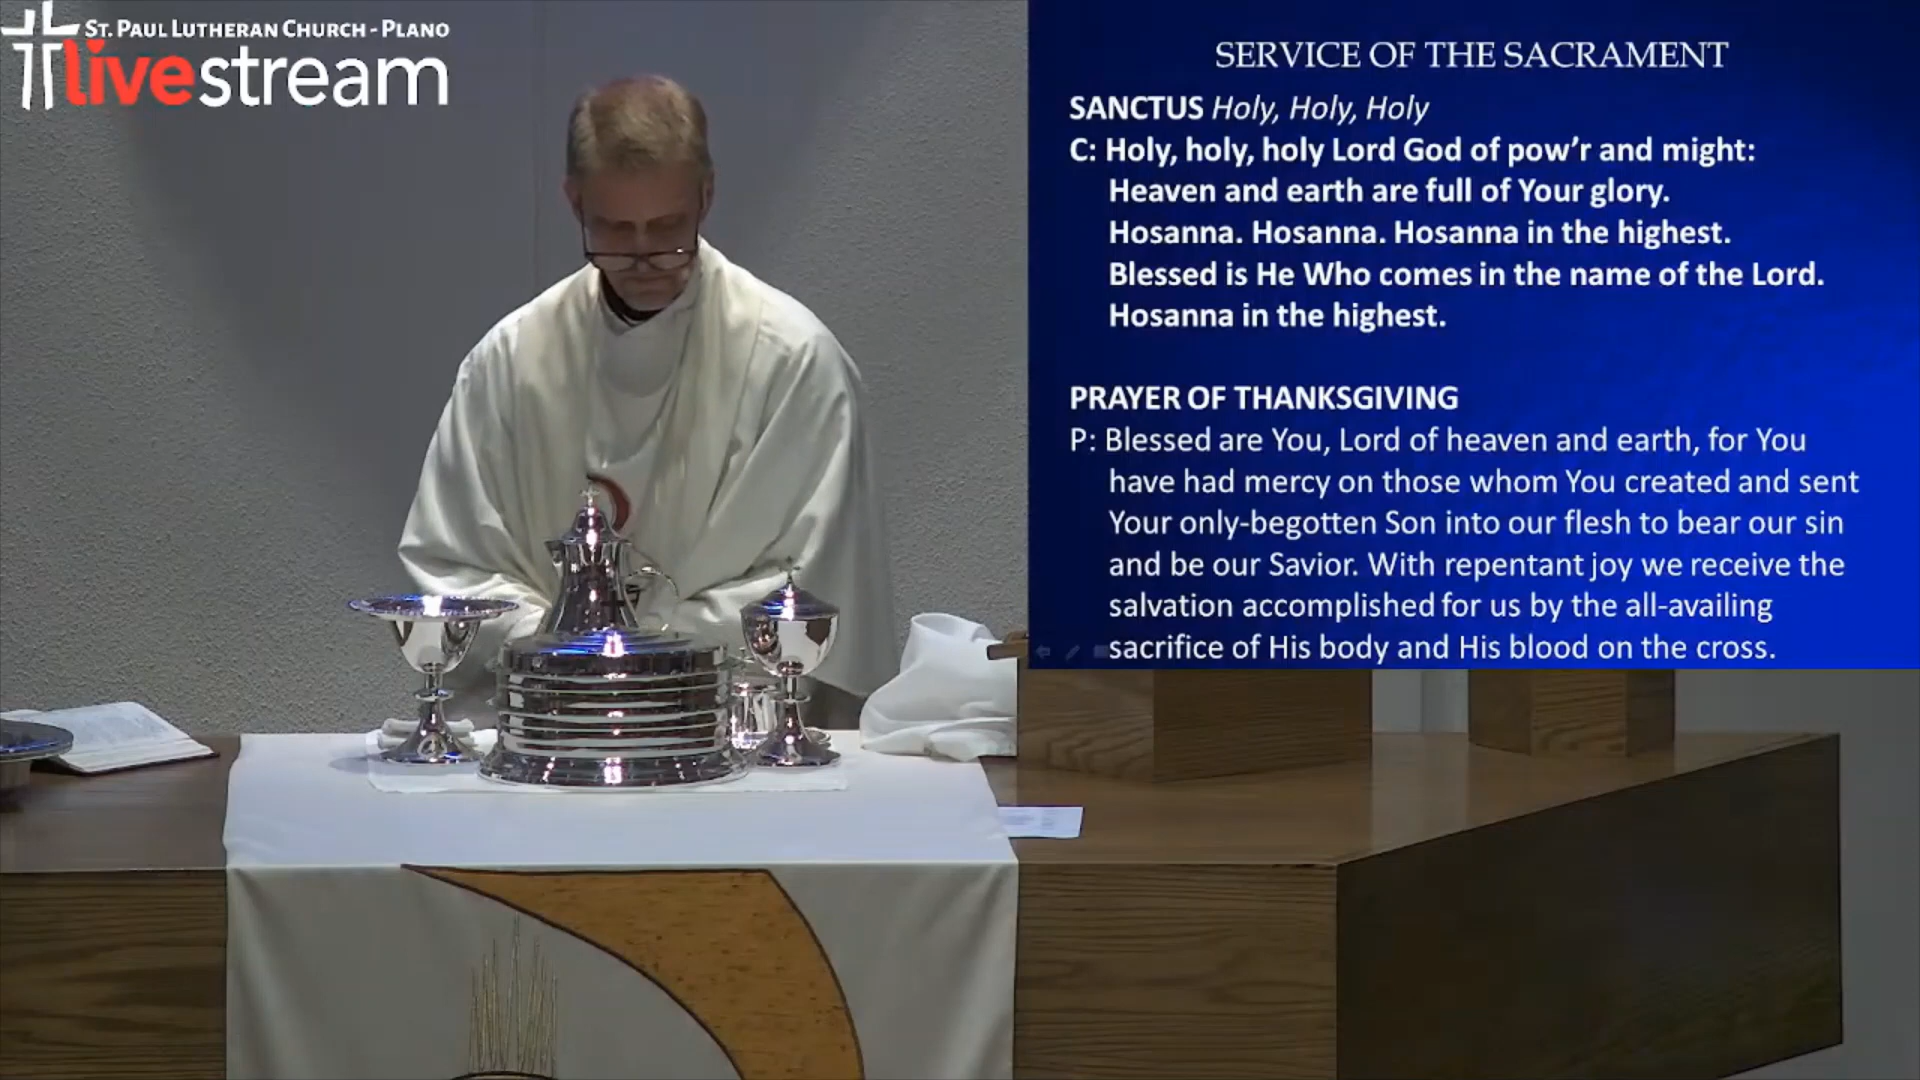 ST. PAUL LUTHERAN CHURCH - PLANO
livestream
SERVICE OF THE SACRAMENT
SANCTUS Holy, Holy, Holy
C: Holy, holy, holy Lord God of pow’r and might:
Heaven and earth are full of Your glory.
Hosanna. Hosanna. Hosanna in the highest.
Blessed is He Who comes in the name of the Lord.
Hosanna in the highest.
PRAYER OF THANKSGIVING
P: Blessed are You, Lord of heaven and earth, for You
have had mercy on those whom You created and sent
Your only-begotten Son into our flesh to bear our sin
and be our Savior. With repentant joy we receive the
salvation accomplished for us by the all-availing
sacrifice of His body and His blood on the cross.